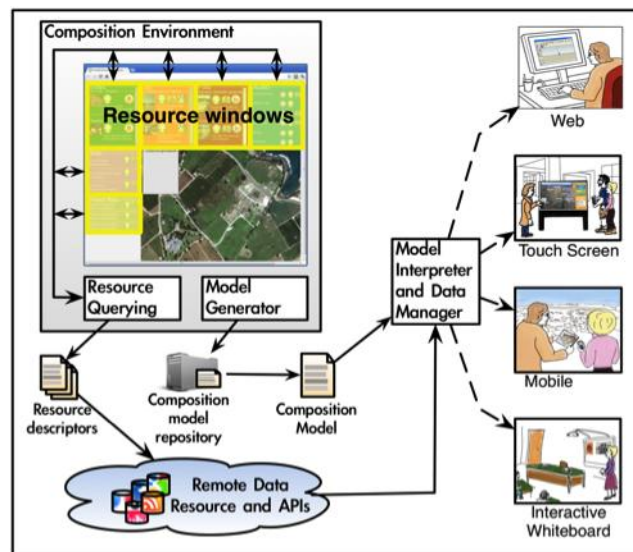 Composition Environment
Resource windows
Resource
Querying
Model
Generator
Resource
descriptors
Composition
model
repository
Composition
Model
Remote Data
Resource and APIs
Model
Interpreter
and Data
Manager
Web
Touch Screen
Mobile
Interactive
Whiteboard